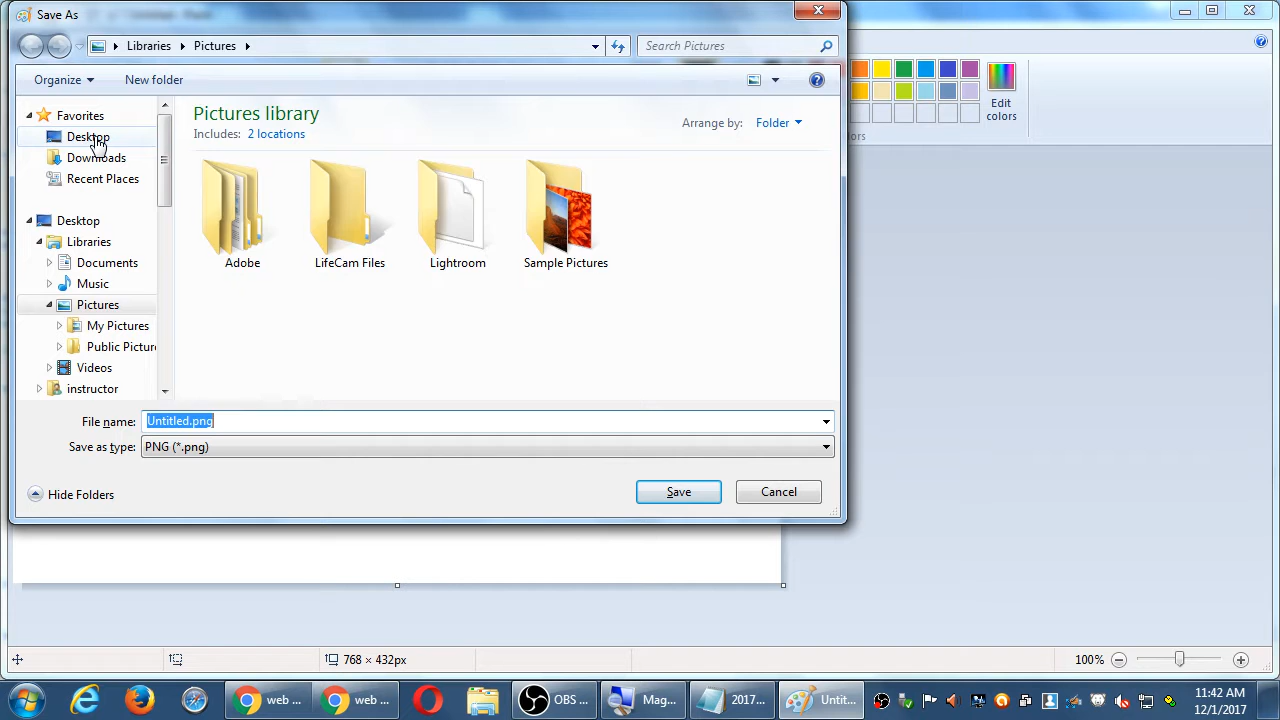 Save As
Libraries Pictures
Search Pictures
Organize
New folder
Favorites
Desktop
Downloads
Recent Places
Desktop
Libraries
Documents
Music
Pictures
My Pictures
Public Pictur
Videos
instructor
Pictures library
Includes: 2 locations
Arrange by: Folder
Adobe
LifeCam Files
Lightroom
Sample Pictures
File name: Untitled.png
Save as type: PNG (*.png)
Hide Folders
Save
Cancel
Edit
colors
768 × 432px
100%
web ...
web ...
OBS ...
Mag...
2017...
Untit...
11:42 AM
12/1/2017